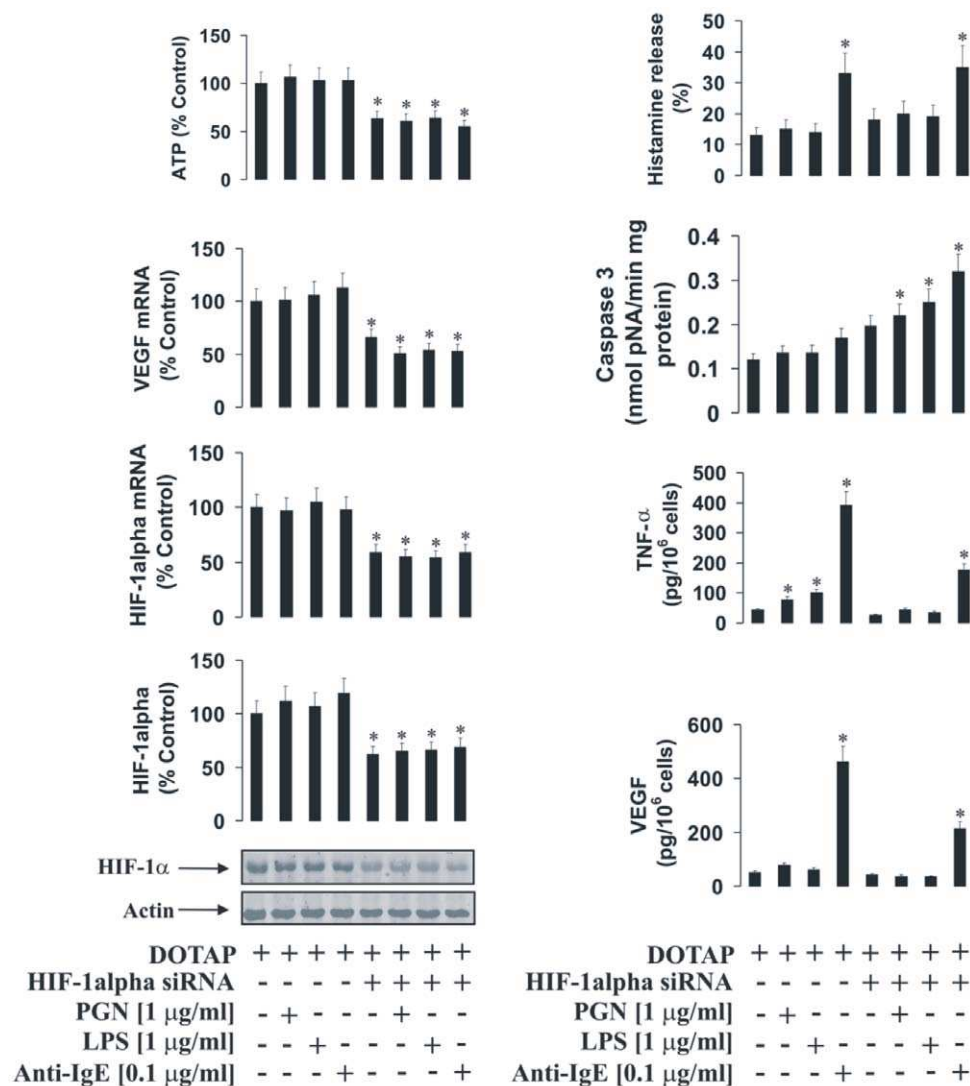 150
100
50
0
ATP (% Control)
*
*
*
*
150
100
50
0
VEGF mRNA
(% Control)
*
*
*
*
150
100
50
0
HIF-1alpha mRNA
(% Control)
*
*
*
*
150
100
50
0
HIF-1alpha
(% Control)
*
*
*
*
HIF-1α
Actin
DOTAP + + + + + + + +
HIF-1alpha siRNA - - - - + + + +
PGN [1 μg/ml] - + - - - + - -
LPS [1 μg/ml] - - + - - - + -
Anti-IgE [0.1 μg/ml] - - - + - - - +
50
40
30
20
10
0
Histamine release
(%)
*
*
0.4
0.3
0.2
0.1
0
Caspase 3
(nmol pNA/min mg
protein)
*
*
*
500
400
300
200
100
0
TNF-α
(pg/10⁶ cells)
*
*
*
*
600
400
200
0
VEGF
(pg/10⁶ cells)
*
*
DOTAP + + + + + + + +
HIF-1alpha siRNA - - - - + + + +
PGN [1 μg/ml] - + - - - + - -
LPS [1 μg/ml] - - + - - - + -
Anti-IgE [0.1 μg/ml] - - - + - - - +